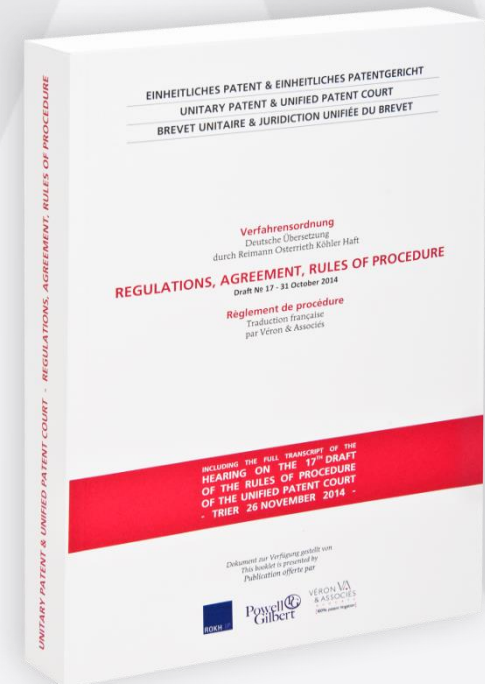 UNITARY PATENT & UNIFIED PATENT COURT - REGULATIONS, AGREEMENT, RULES OF PROCEDURE
EINHEITLICHES PATENT & EINHEITLICHES PATENTGERICHT
UNITARY PATENT & UNIFIED PATENT COURT
BREVET UNITAIRE & JURIDICTION UNIFIÉE DU BREVET
Verfahrensordnung
Deutsche Übersetzung
durch Reimann Osterrieth Köhler Haft
REGULATIONS, AGREEMENT, RULES OF PROCEDURE
Draft № 17 - 31 October 2014
Règlement de procédure
Traduction française
par Véron & Associés
INCLUDING THE FULL TRANSCRIPT OF THE
HEARING ON THE 17TH DRAFT
OF THE RULES OF PROCEDURE
OF THE UNIFIED PATENT COURT
- TRIER 26 NOVEMBER 2014 -
Dokument zur Verfügung gestellt von
This booklet is presented by
Publication offerte par
ROKH IP
Powell Gilbert
VÉRON VA
& ASSOCIÉS